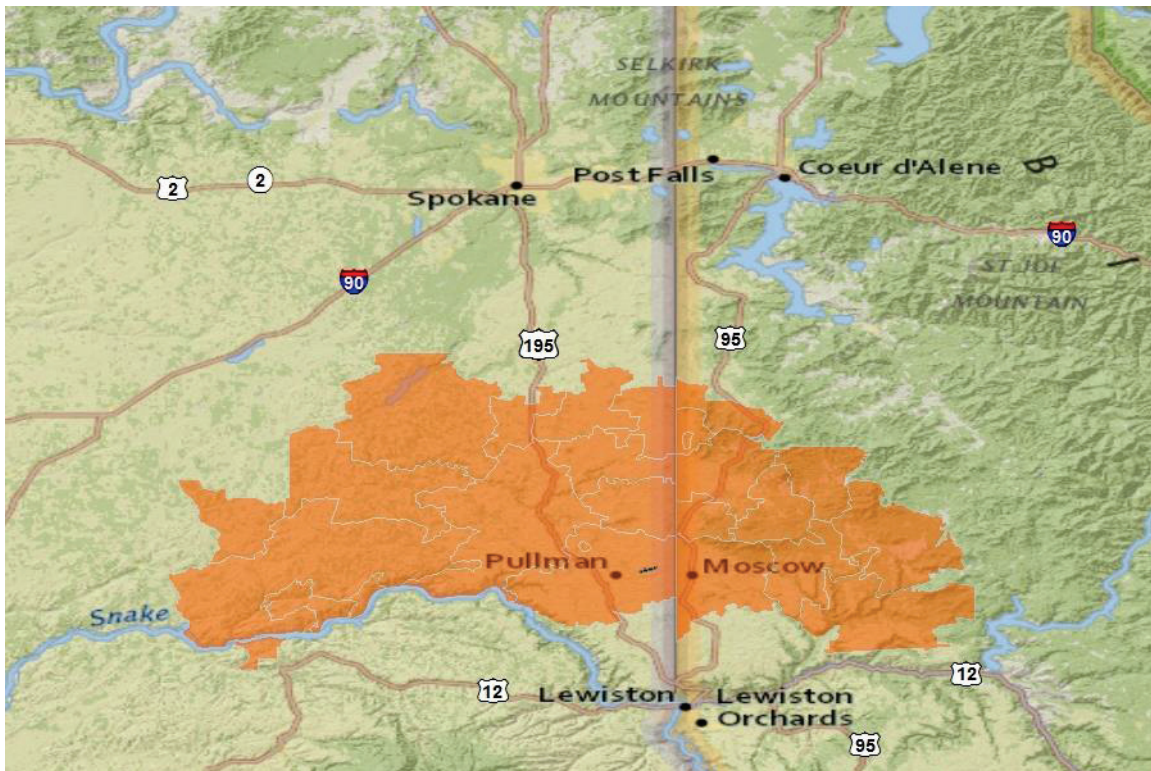 SELKIRK
MOUNTAINS
Post Falls
Coeur d'Alene
B
2
2
Spokane
90
90
I
ST JOE
MOUNTAIN
195
95
Pullman
Moscow
Snake
12
12
Lewiston
Lewiston
Orchards
95